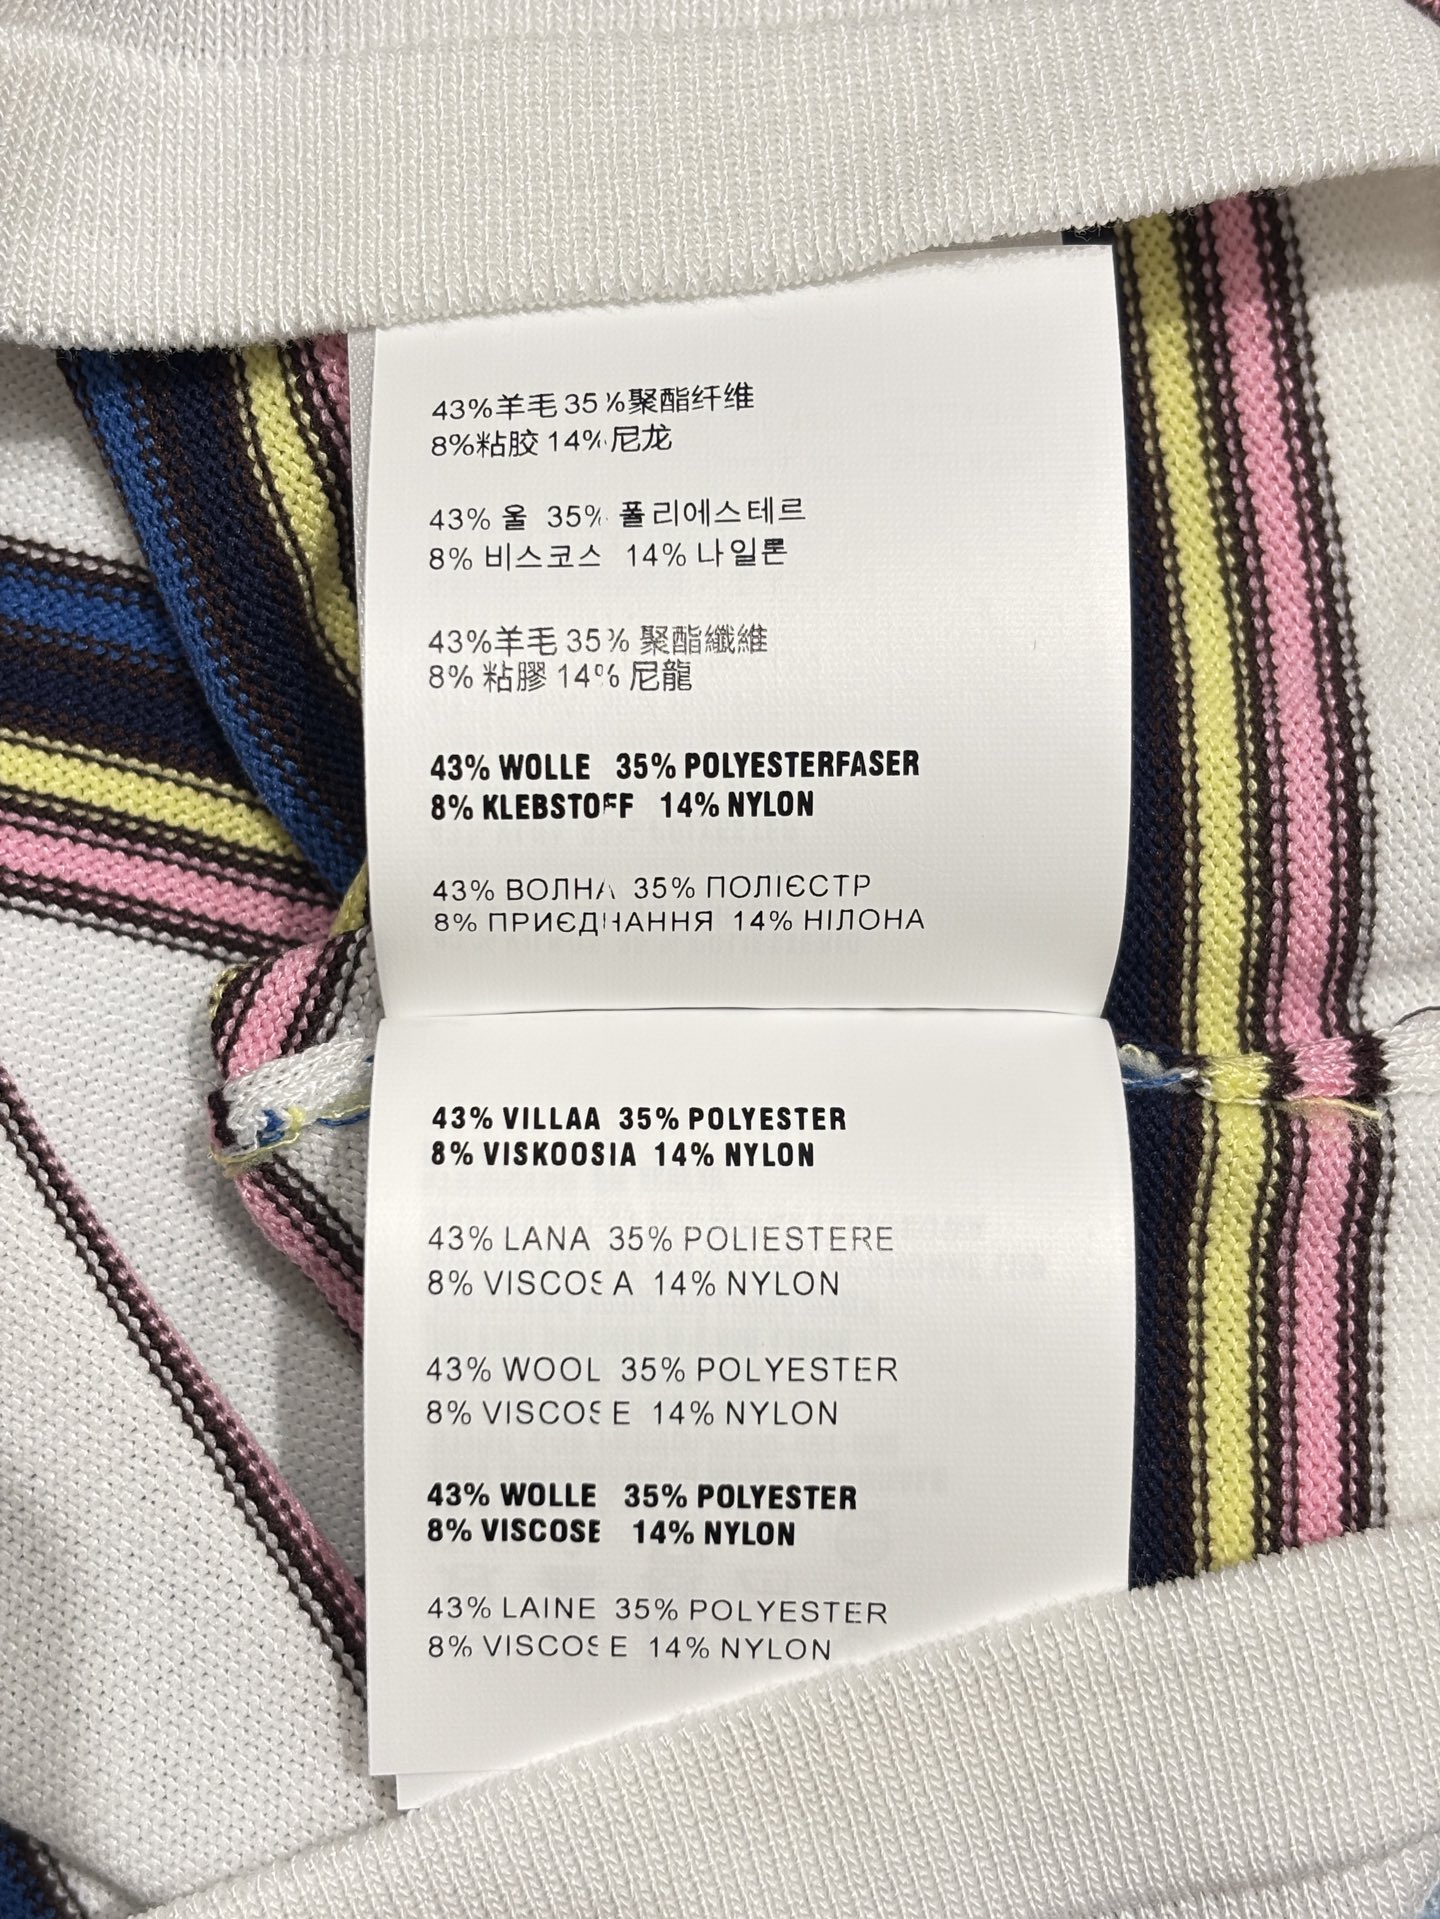 43%羊毛 35%聚酯纤维
8%粘胶 14%尼龙
43% 울 35% 폴리에스테르
8% 비스코스 14% 나일론
43%羊毛 35% 聚酯纖維
8% 粘膠 14% 尼龍
43% WOLLE 35% POLYESTERFASER
8% KLEBSTOFF 14% NYLON
43% ВОЛНА 35% ПОЛІЄСТР
8% ПРИЄДНАННЯ 14% НІЛОНА
43% VILLAA 35% POLYESTER
8% VISKOOSIA 14% NYLON
43% LANA 35% POLIESTERE
8% VISCOSA 14% NYLON
43% WOOL 35% POLYESTER
8% VISCOSE 14% NYLON
43% WOLLE 35% POLYESTER
8% VISCOSE 14% NYLON
43% LAINE 35% POLYESTER
8% VISCOSE 14% NYLON